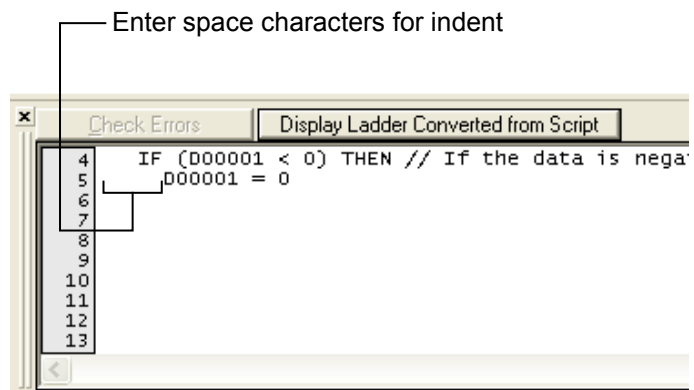 Enter space characters for indent
Check Errors Display Ladder Converted from Script
4 IF (D00001 < 0) THEN // If the data is nega
5 D00001 = 0
6
7
8
9
10
11
12
13